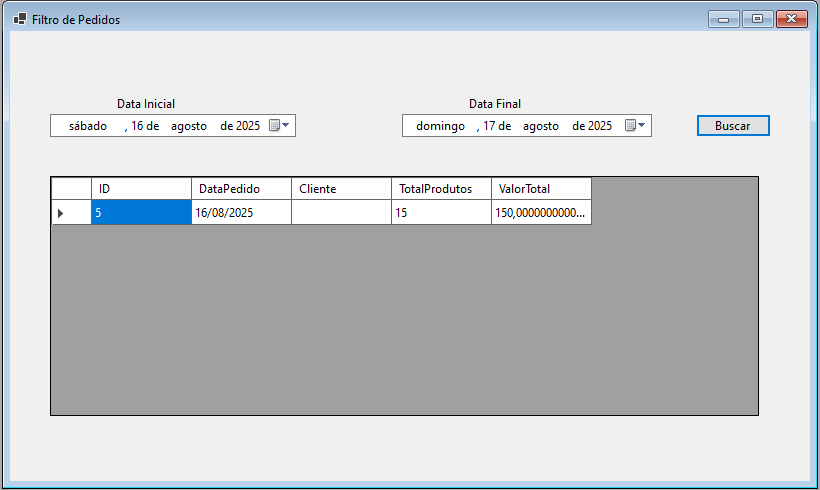 Filtro de Pedidos
Data Inicial Data Final
sábado , 16 de agosto de 2025 domingo , 17 de agosto de 2025 Buscar
ID DataPedido Cliente TotalProdutos ValorTotal
5 16/08/2025 15 150,0000000000...